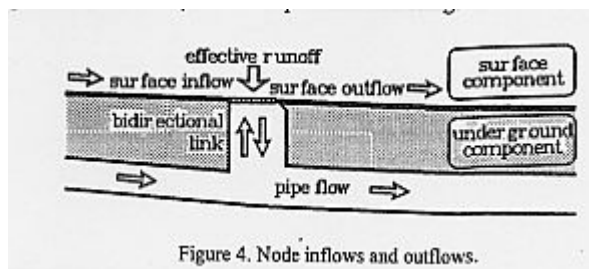 effective runoff
surface inflow
surface outflow
surface
component
bidirectional
link
underground
component
pipe flow
Figure 4. Node inflows and outflows.